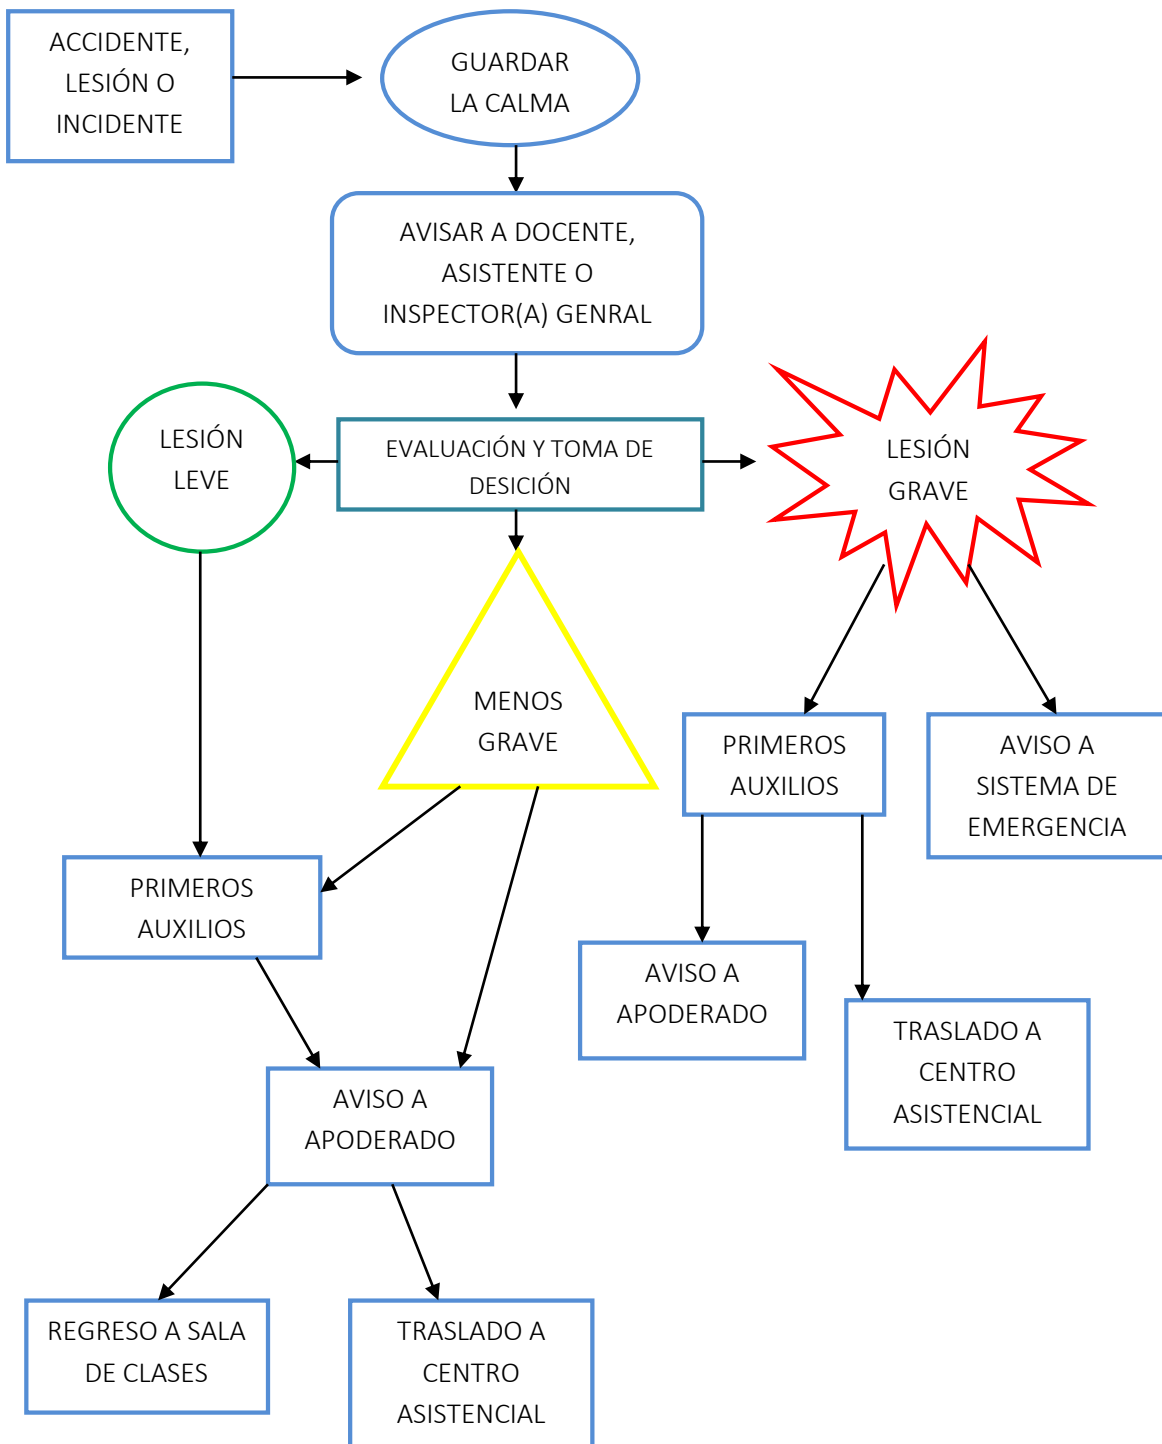 ACCIDENTE,
LESIÓN O
INCIDENTE
GUARDAR
LA CALMA
AVISAR A DOCENTE,
ASISTENTE O
INSPECTOR(A) GENRAL
EVALUACIÓN Y TOMA DE
DESICIÓN
LESIÓN
LEVE
LESIÓN
GRAVE
MENOS
GRAVE
PRIMEROS
AUXILIOS
AVISO A
SISTEMA DE
EMERGENCIA
PRIMEROS
AUXILIOS
AVISO A
APODERADO
TRASLADO A
CENTRO
ASISTENCIAL
AVISO A
APODERADO
REGRESO A SALA
DE CLASES
TRASLADO A
CENTRO
ASISTENCIAL